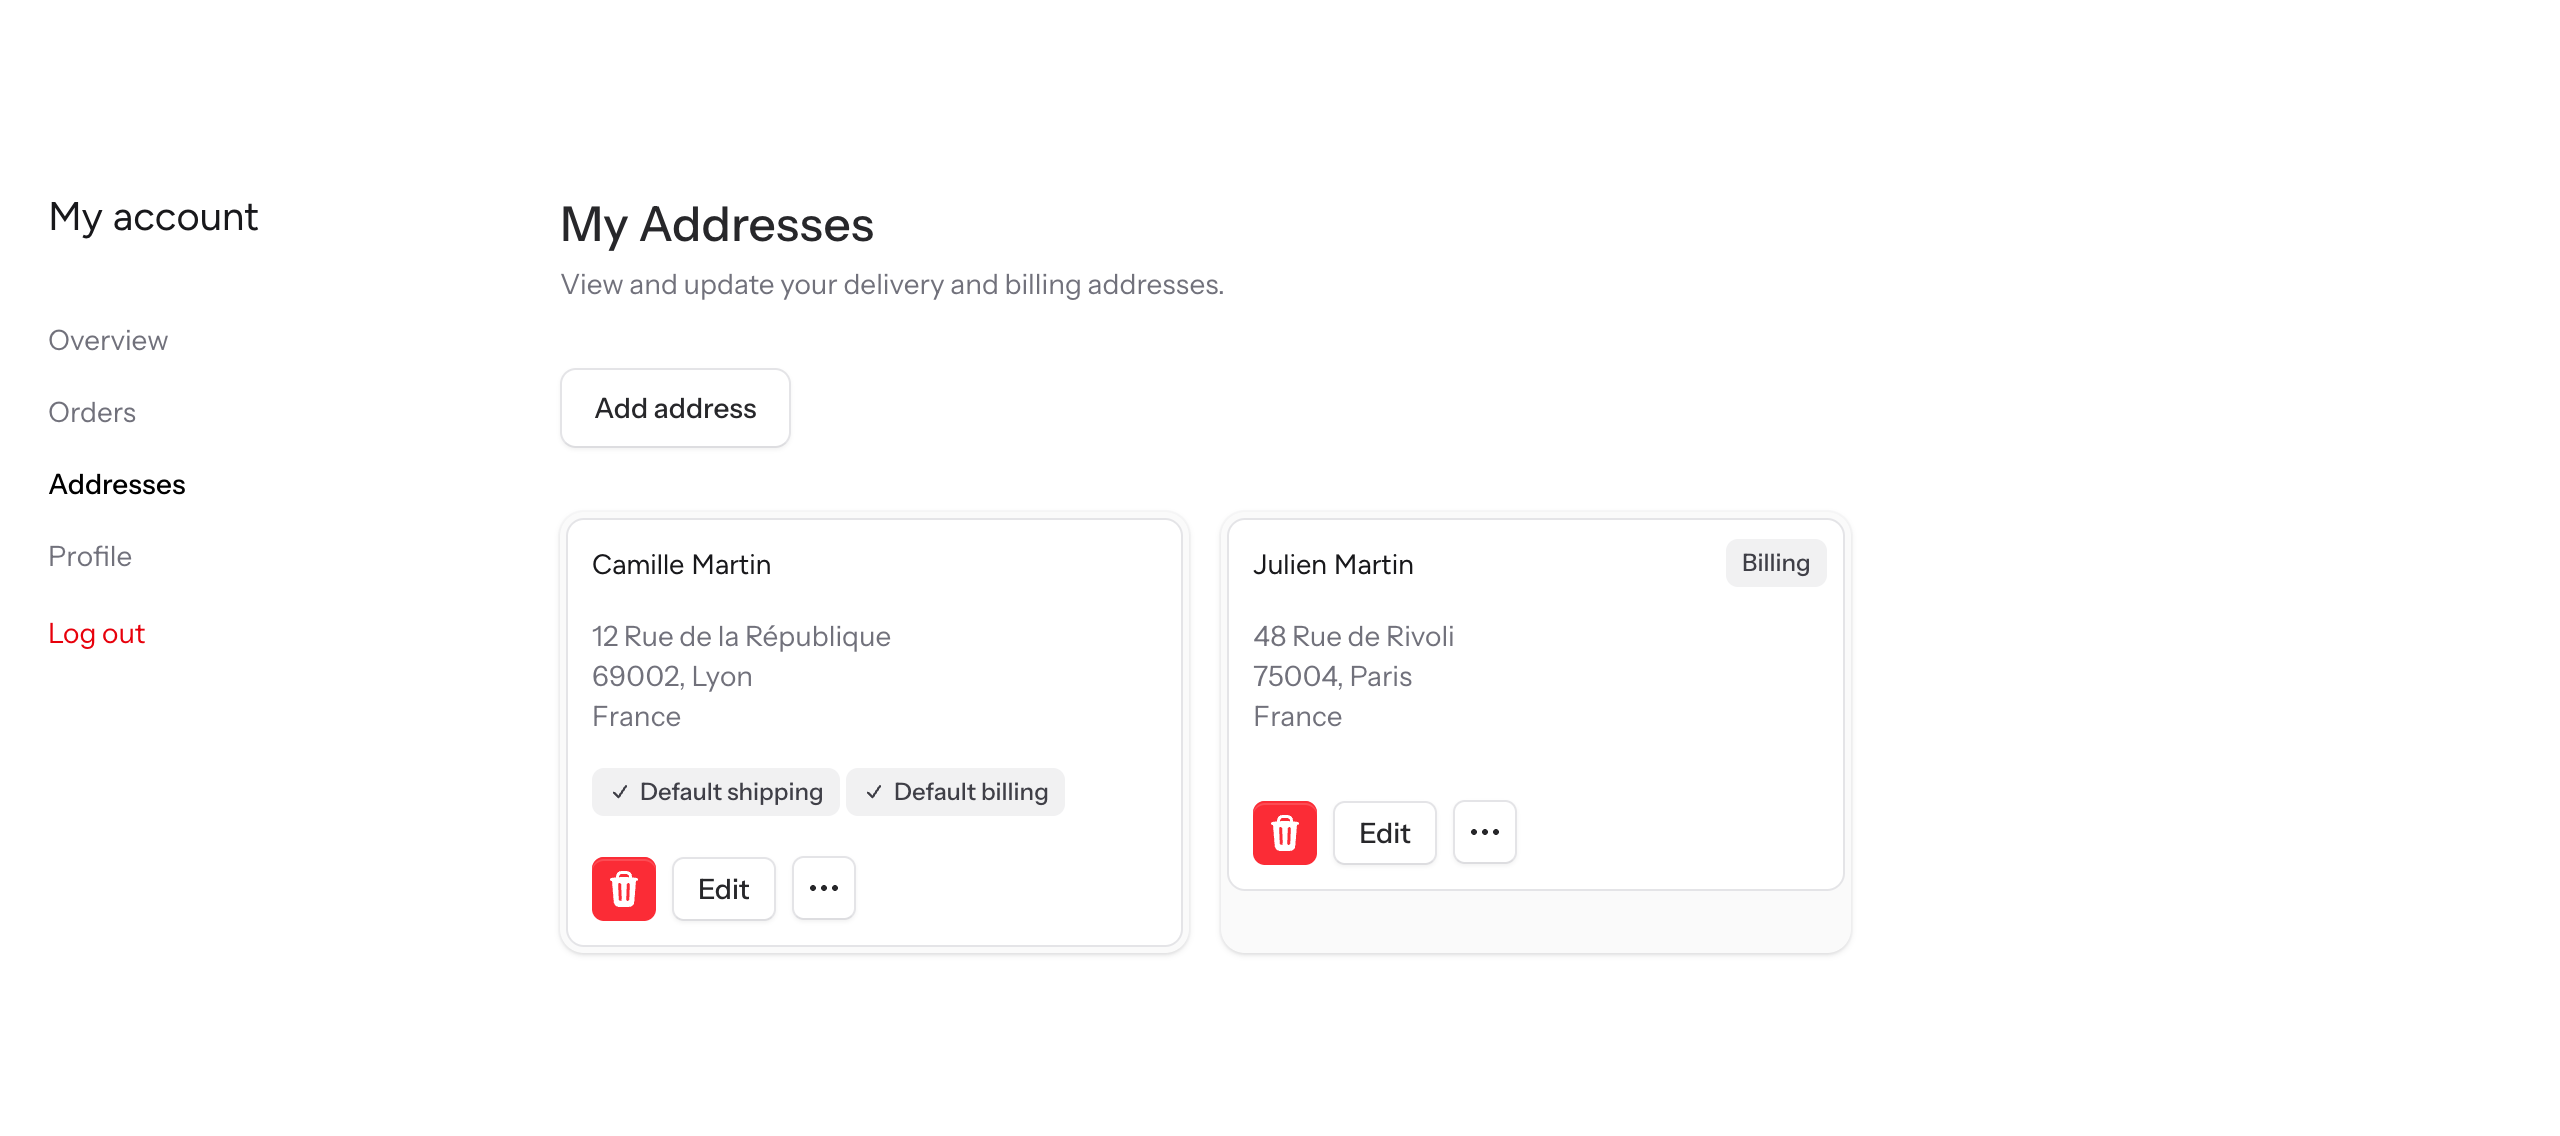 My account
Overview
Orders
Addresses
Profile
Log out
My Addresses
View and update your delivery and billing addresses.
Add address
Camille Martin
12 Rue de la République
69002, Lyon
France
Default shipping
Default billing
Edit
Julien Martin
Billing
48 Rue de Rivoli
75004, Paris
France
Edit